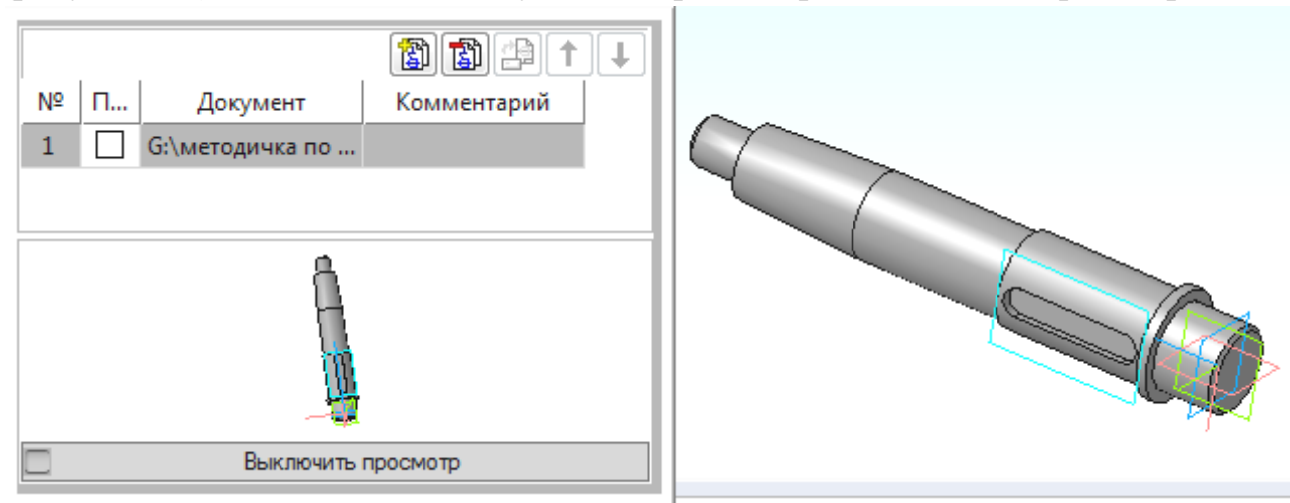 № П... Документ Комментарий
1 G:\методичка по ...
Выключить просмотр